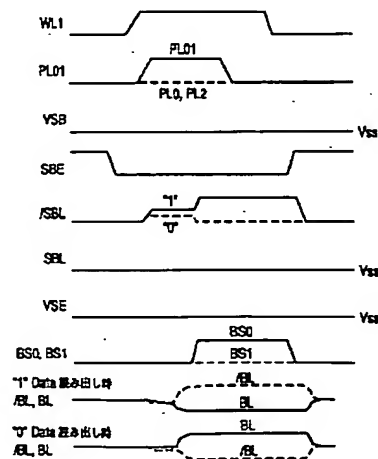 WL1
PL01
PL01
PL0, PL2
VSB
Vss
SBE
/SBL
"1"
"0"
SBL
Vss
VSE
Vss
BS0
BS0, BS1
BS1
"1" Data 読み出し時
/BL, BL
/BL
BL
"0" Data 読み出し時
/BL, BL
BL
/BL